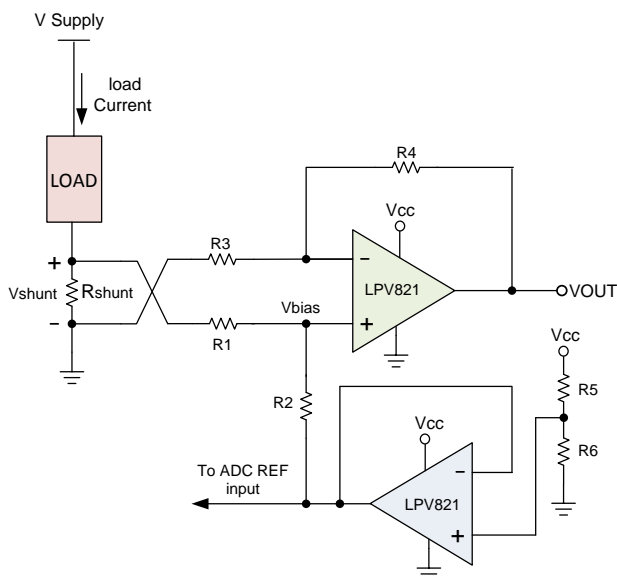 V Supply
load
Current
LOAD
R4
Vcc
R3
–
LPV821
VOUT
+
Vshunt
Rshunt
-
Vbias
+
R1
Vcc
R5
R2
Vcc
R6
–
To ADC REF
input
LPV821
+